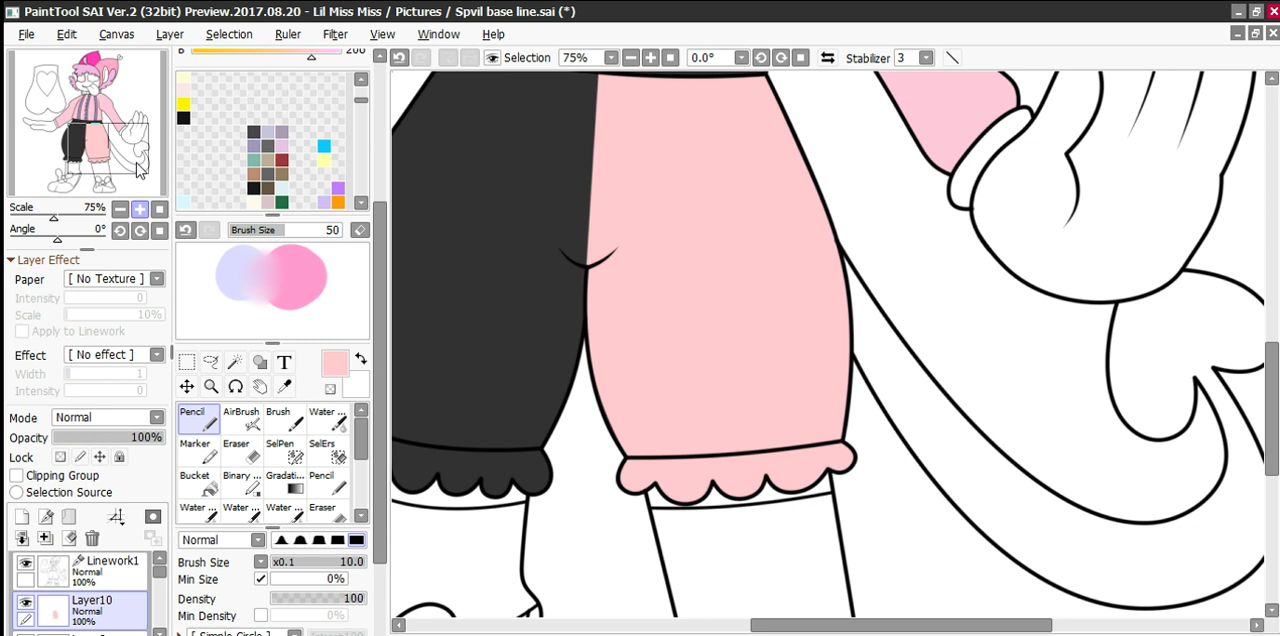 PaintTool SAI Ver.2 (32bit) Preview.2017.08.20 - Lil Miss Miss / Pictures / Spvil base line.sai (*)
File Edit Canvas Layer Selection Ruler Filter View Window Help
Selection 75% 0.0° Stabilizer 3
Scale 75%
Angle 0°
Layer Effect
Paper [ No Texture ]
Intensity 0
Scale 10%
Apply to Linework
Effect [ No effect ]
Width 1
Intensity 0
Mode Normal
Opacity 100%
Lock
Clipping Group
Selection Source
Linework1
Normal
100%
Layer10
Normal
100%
Brush Size 50
T
Pencil AirBrush Brush Water ...
Marker Eraser SelPen SelErs
Bucket Binary ... Gradati... Pencil
Water ... Water ... Water ... Eraser
Normal
Brush Size x0.1 10.0
Min Size 0%
Density 100
Min Density 0%
[ Simple Circle ]